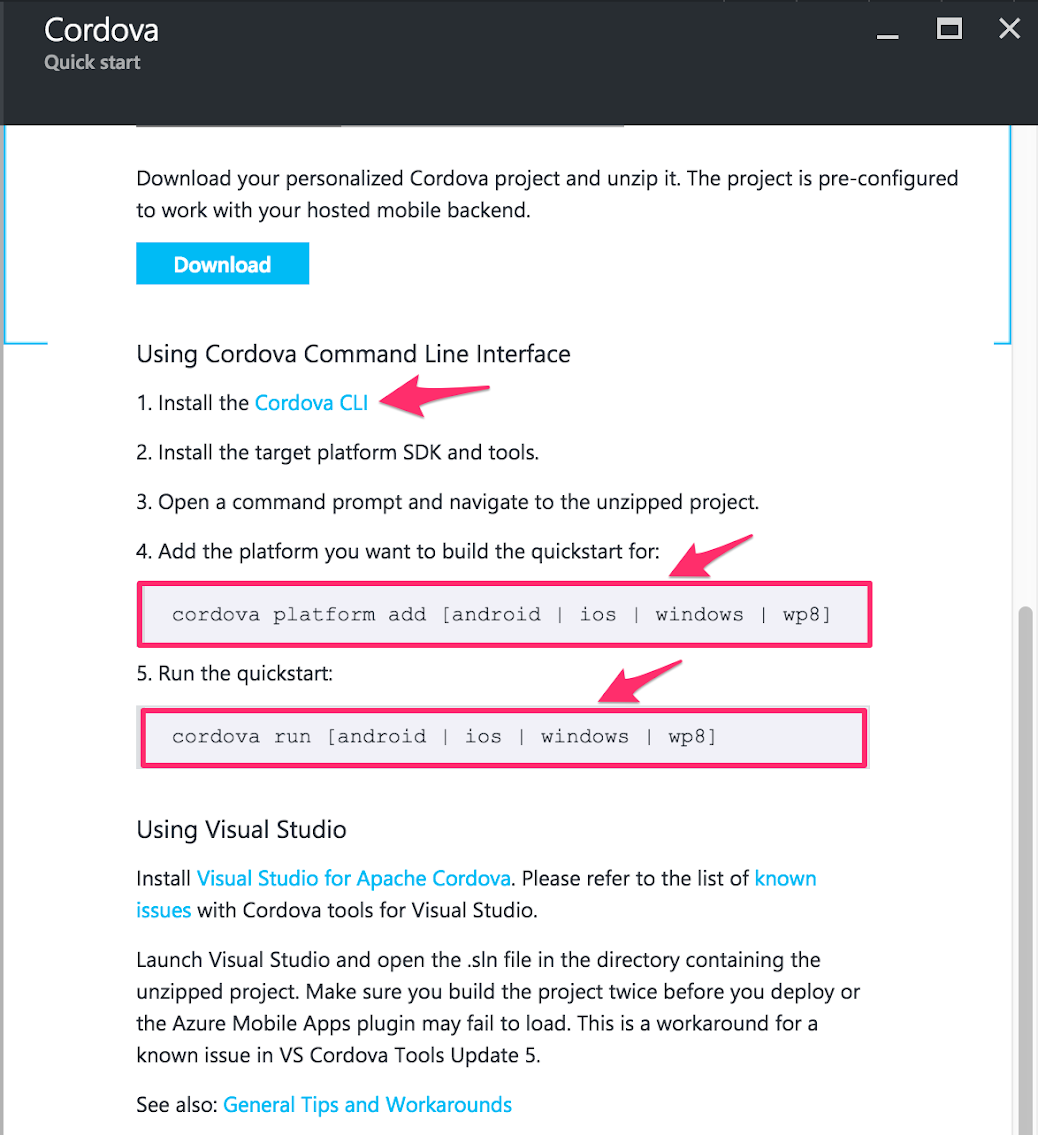 Cordova
Quick start
Download your personalized Cordova project and unzip it. The project is pre-configured
to work with your hosted mobile backend.
Download
Using Cordova Command Line Interface
1. Install the Cordova CLI
2. Install the target platform SDK and tools.
3. Open a command prompt and navigate to the unzipped project.
4. Add the platform you want to build the quickstart for:
cordova platform add [android | ios | windows | wp8]
5. Run the quickstart:
cordova run [android | ios | windows | wp8]
Using Visual Studio
Install Visual Studio for Apache Cordova. Please refer to the list of known
issues with Cordova tools for Visual Studio.
Launch Visual Studio and open the .sln file in the directory containing the
unzipped project. Make sure you build the project twice before you deploy or
the Azure Mobile Apps plugin may fail to load. This is a workaround for a
known issue in VS Cordova Tools Update 5.
See also: General Tips and Workarounds